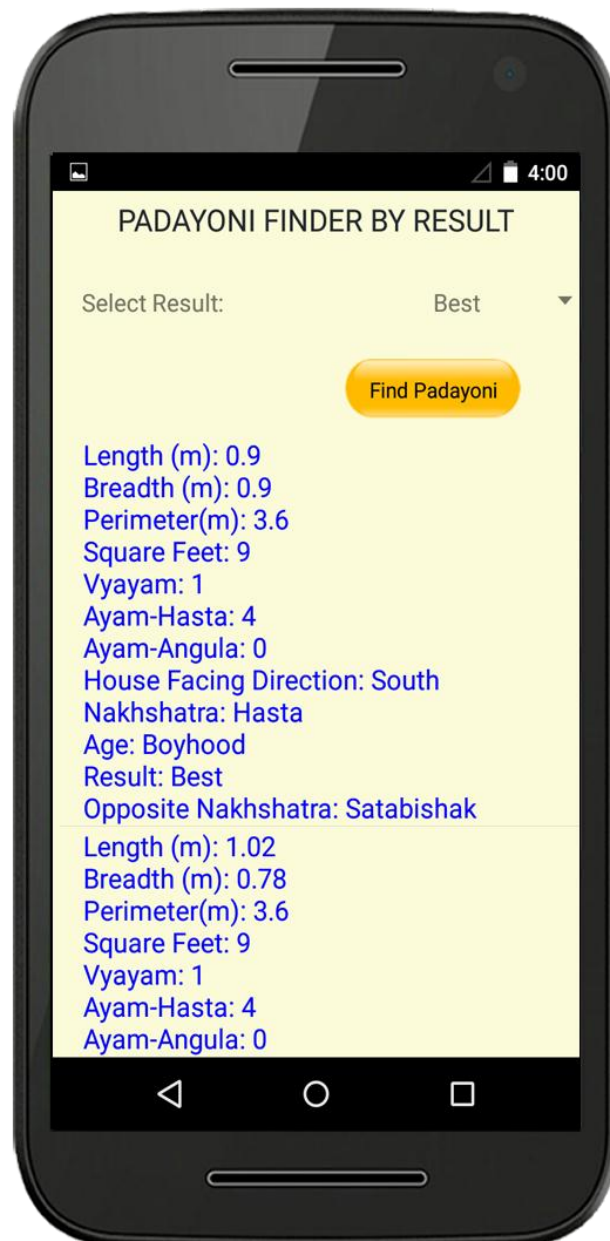 4:00
PADAYONI FINDER BY RESULT
Select Result: Best
Find Padayoni
Length (m): 0.9
Breadth (m): 0.9
Perimeter(m): 3.6
Square Feet: 9
Vyayam: 1
Ayam-Hasta: 4
Ayam-Angula: 0
House Facing Direction: South
Nakhshatra: Hasta
Age: Boyhood
Result: Best
Opposite Nakhshatra: Satabishak
Length (m): 1.02
Breadth (m): 0.78
Perimeter(m): 3.6
Square Feet: 9
Vyayam: 1
Ayam-Hasta: 4
Ayam-Angula: 0